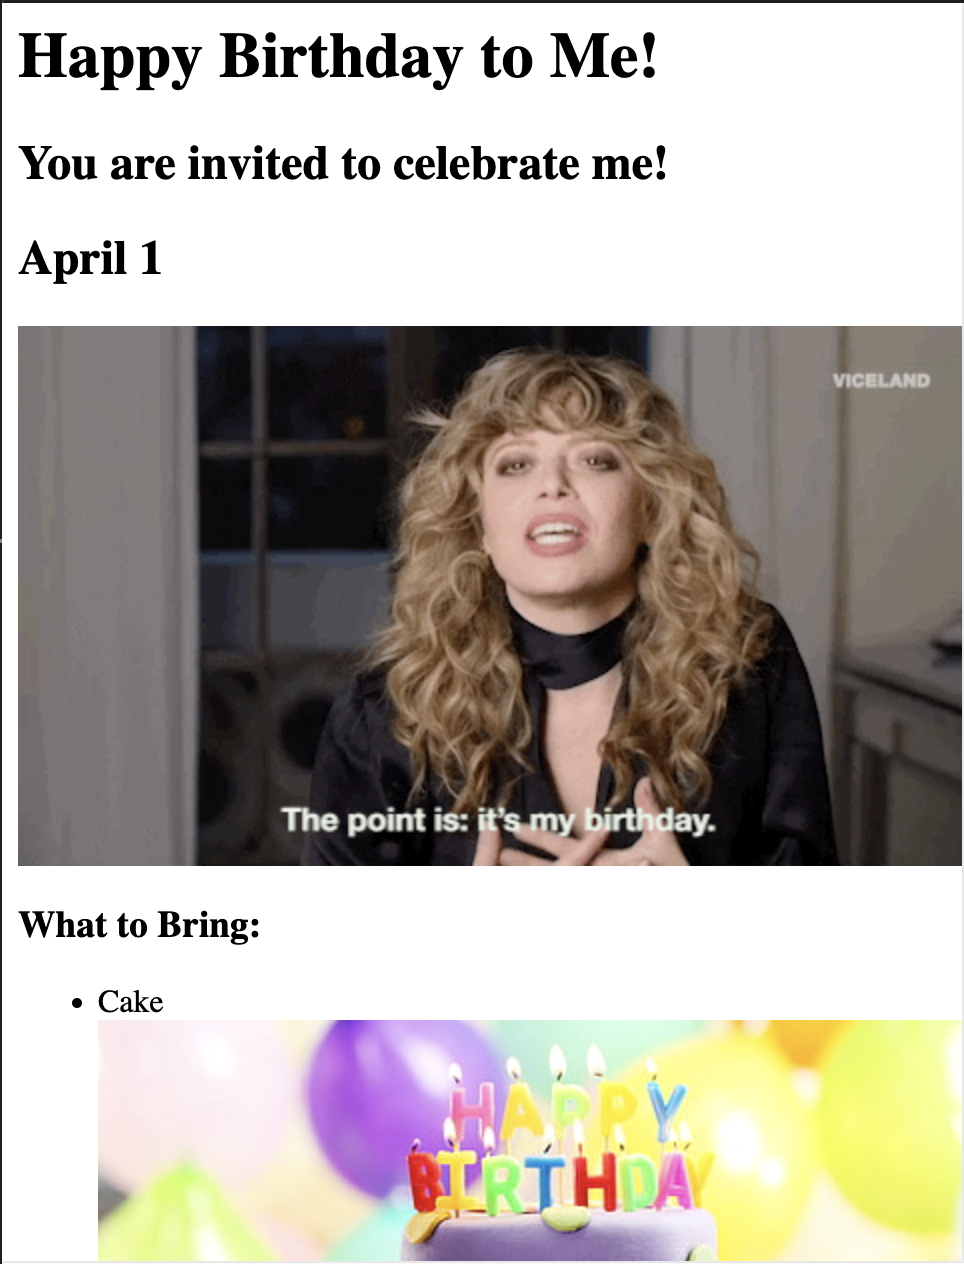 Happy Birthday to Me!
You are invited to celebrate me!
April 1
VICELAND
The point is: it's my birthday.
What to Bring:
Cake
HAPPY
BIRTHDAY